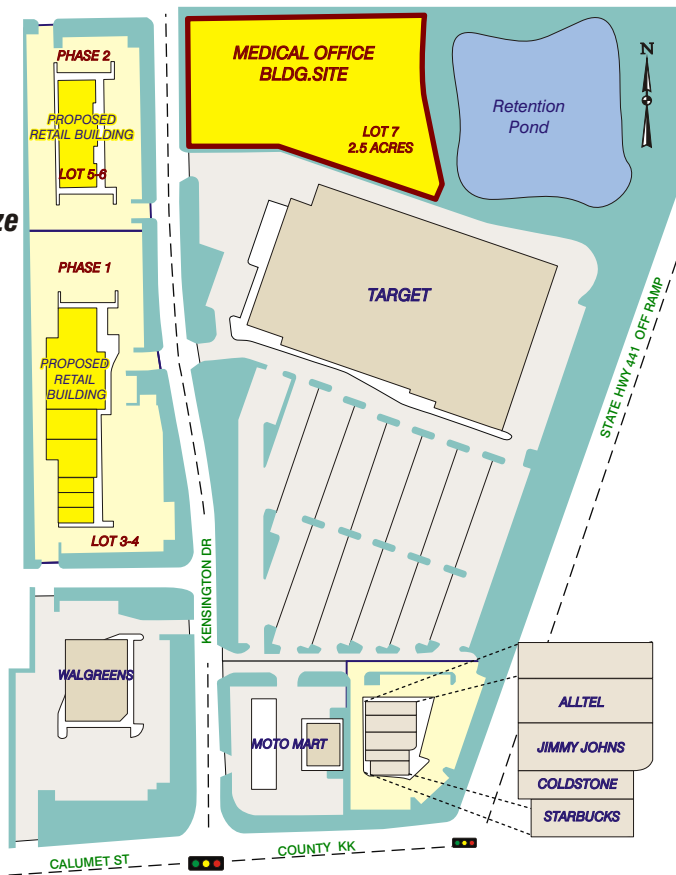 PHASE 2
PROPOSED
RETAIL BUILDING
LOT 5-6
MEDICAL OFFICE
BLDG.SITE
LOT 7
2.5 ACRES
Retention
Pond
N
ze
PHASE 1
PROPOSED
RETAIL
BUILDING
LOT 3-4
TARGET
STATE HWY 441 OFF RAMP
KENSINGTON DR
WALGREENS
MOTO MART
ALLTEL
JIMMY JOHNS
COLDSTONE
STARBUCKS
CALUMET ST
COUNTY KK